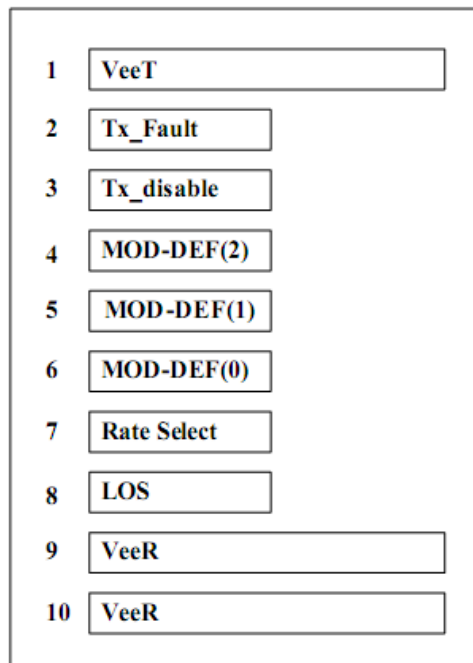 1 VeeT
2 Tx_Fault
3 Tx_disable
4 MOD-DEF(2)
5 MOD-DEF(1)
6 MOD-DEF(0)
7 Rate Select
8 LOS
9 VeeR
10 VeeR